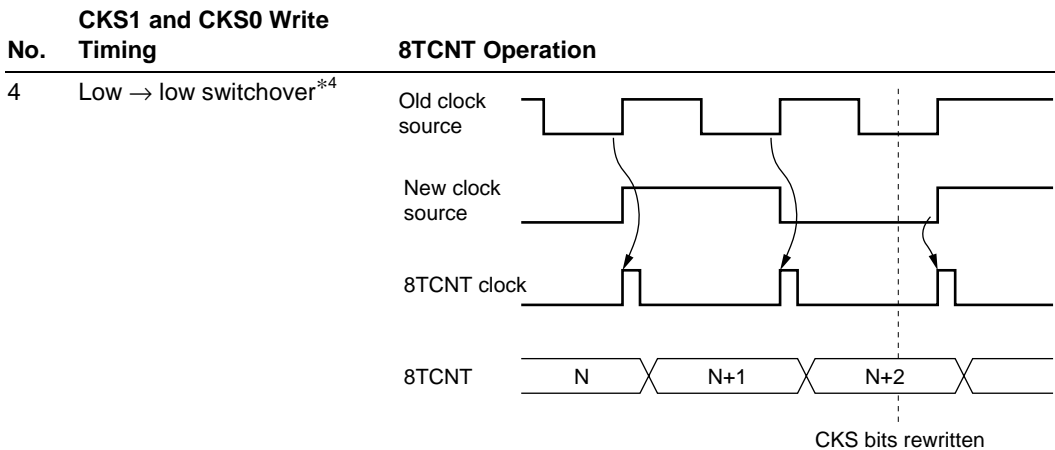 No.
CKS1 and CKS0 Write
Timing
8TCNT Operation
4
Low → low switchover*4
Old clock
source
New clock
source
8TCNT clock
8TCNT
N
N+1
N+2
CKS bits rewritten